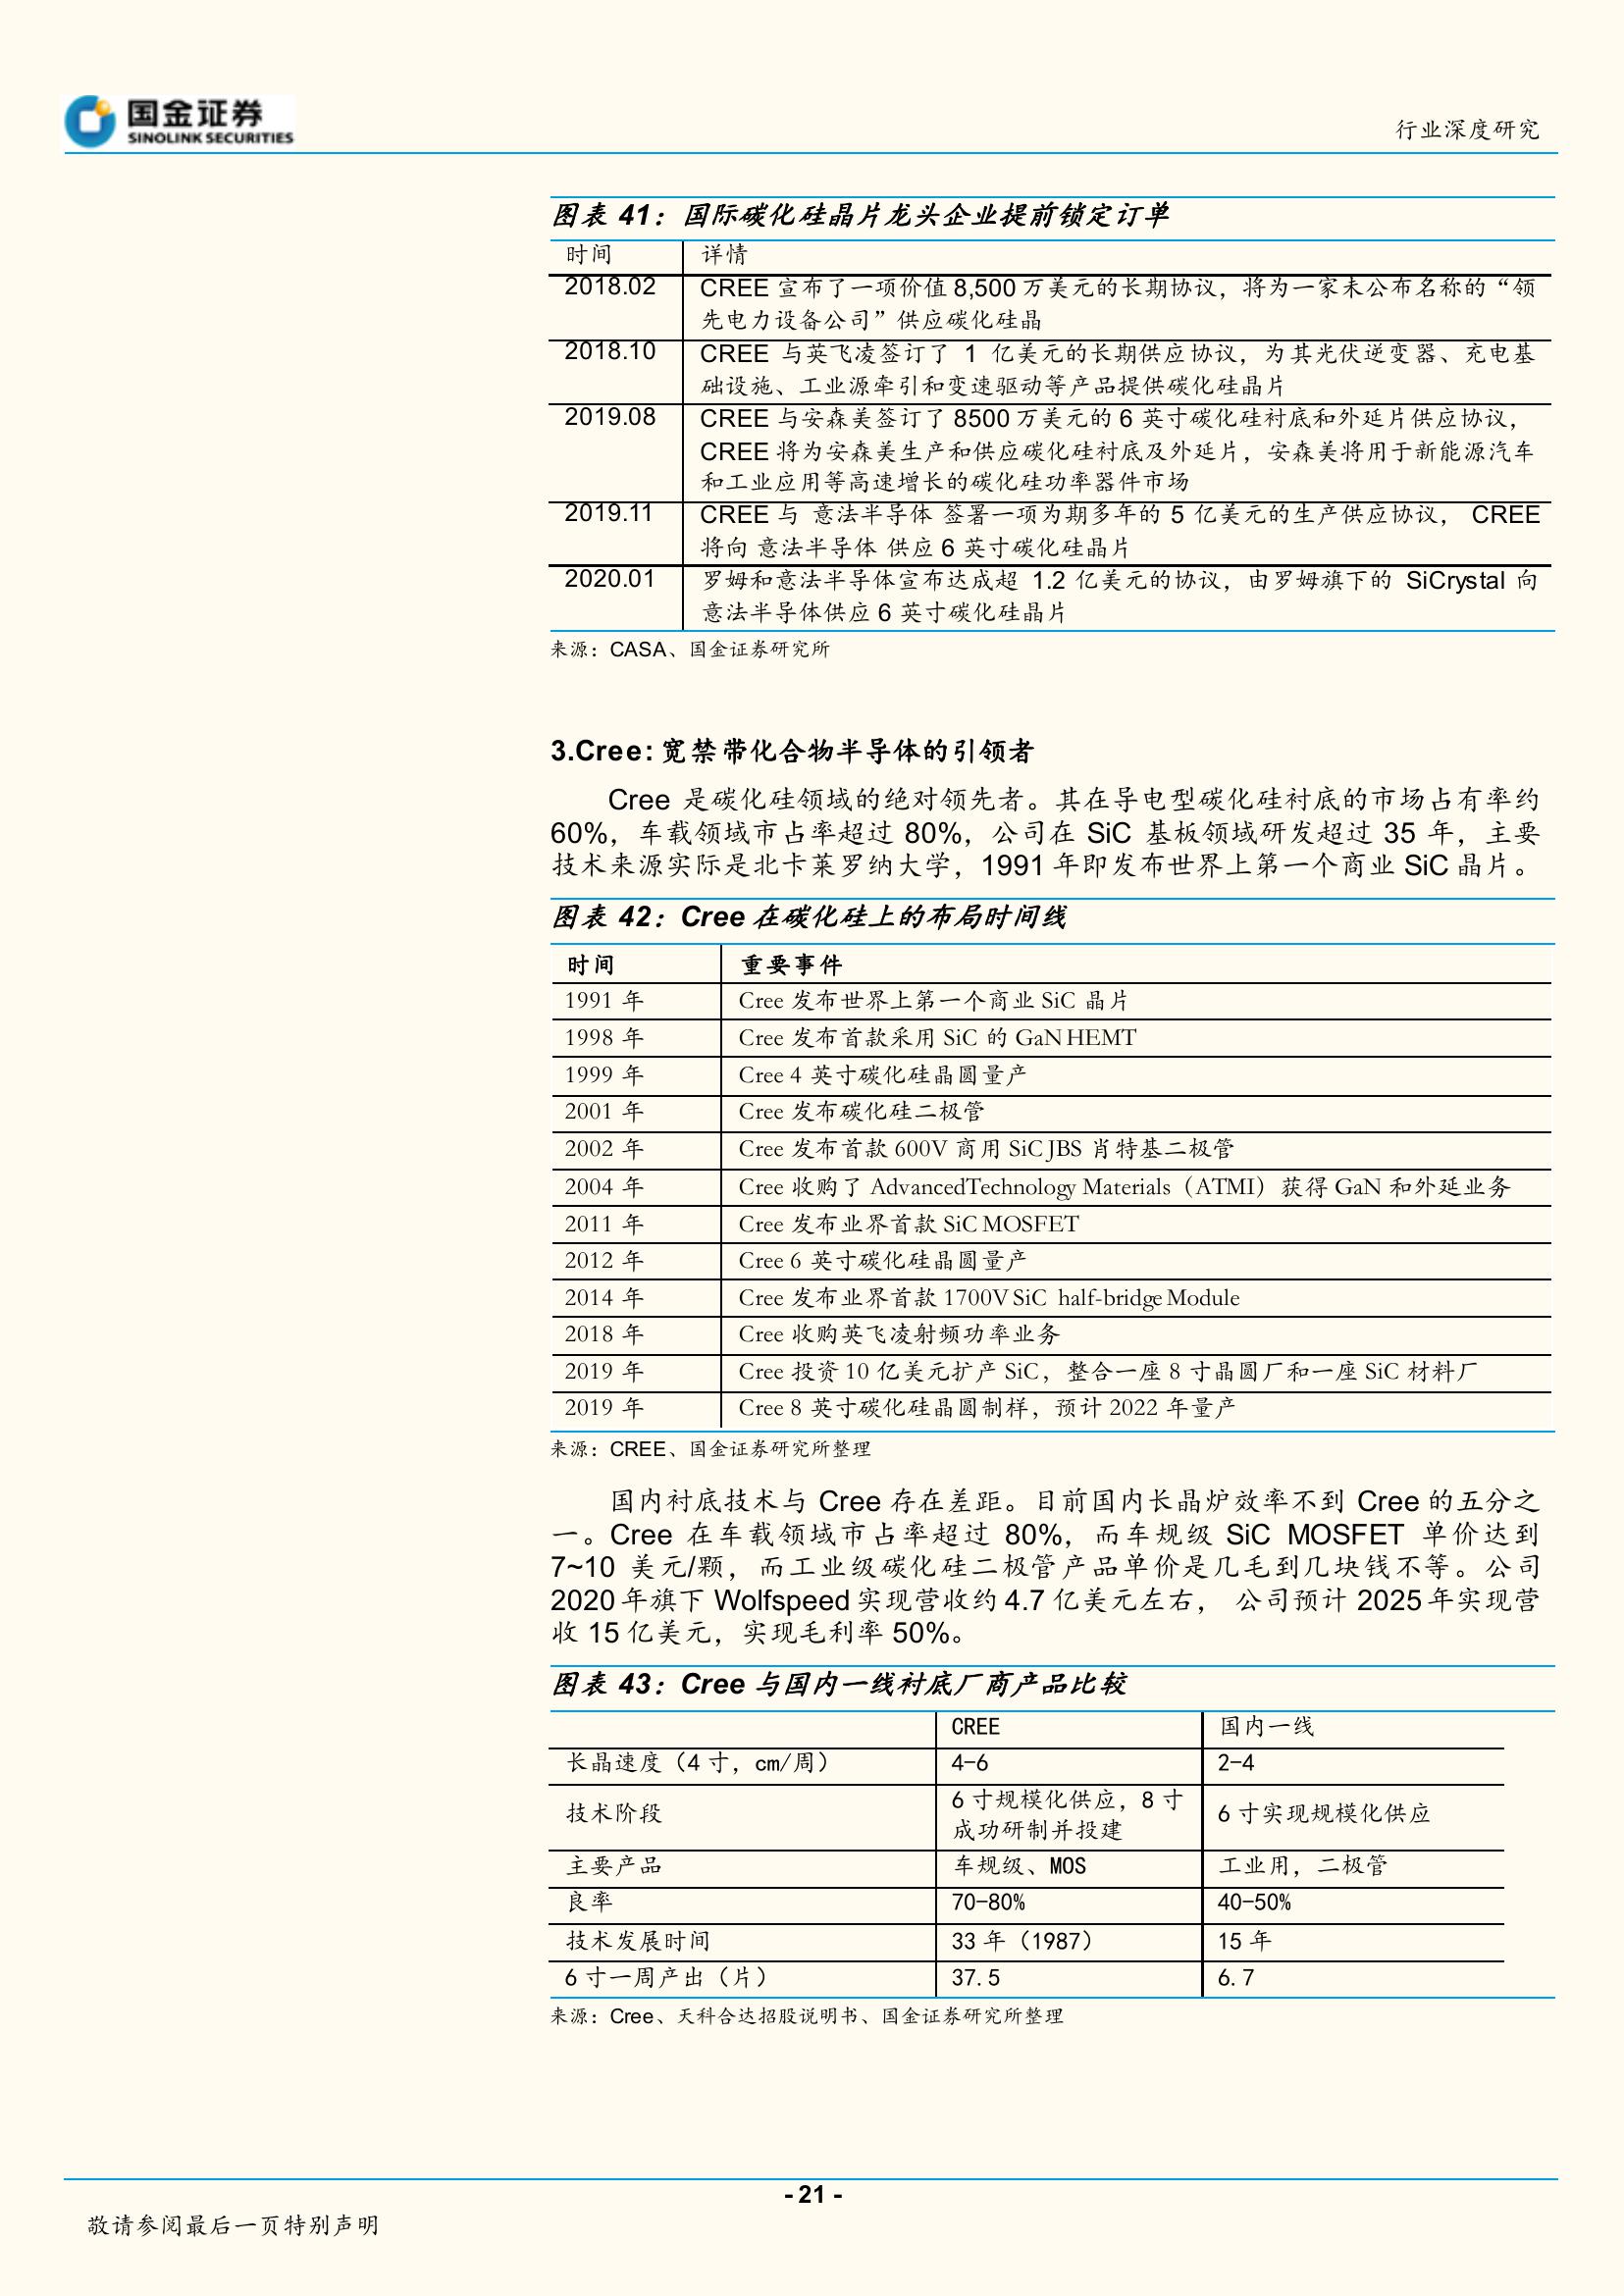 国金证券
SINOLINK SECURITIES
行业深度研究
图表 41：国际碳化硅晶片龙头企业提前锁定订单
时间 详情
2018.02 CREE 宣布了一项价值 8,500 万美元的长期协议，将为一家未公布名称的“领
先电力设备公司”供应碳化硅晶
2018.10 CREE 与英飞凌签订了 1 亿美元的长期供应协议，为其光伏逆变器、充电基
础设施、工业源牵引和变速驱动等产品提供碳化硅晶片
2019.08 CREE 与安森美签订了 8500 万美元的 6 英寸碳化硅衬底和外延片供应协议，
CREE 将为安森美生产和供应碳化硅衬底及外延片，安森美将用于新能源汽车
和工业应用等高速增长的碳化硅功率器件市场
2019.11 CREE 与 意法半导体 签署一项为期多年的 5 亿美元的生产供应协议， CREE
将向 意法半导体 供应 6 英寸碳化硅晶片
2020.01 罗姆和意法半导体宣布达成超 1.2 亿美元的协议，由罗姆旗下的 SiCrystal 向
意法半导体供应 6 英寸碳化硅晶片
来源：CASA、国金证券研究所
3.Cree: 宽禁带化合物半导体的引领者
Cree 是碳化硅领域的绝对领先者。其在导电型碳化硅衬底的市场占有率约
60%，车载领域市占率超过 80%，公司在 SiC 基板领域研发超过 35 年，主要
技术来源实际是北卡莱罗纳大学，1991 年即发布世界上第一个商业 SiC 晶片。
图表 42：Cree 在碳化硅上的布局时间线
时间 重要事件
1991 年 Cree 发布世界上第一个商业 SiC 晶片
1998 年 Cree 发布首款采用 SiC 的 GaN HEMT
1999 年 Cree 4 英寸碳化硅晶圆量产
2001 年 Cree 发布碳化硅二极管
2002 年 Cree 发布首款 600V 商用 SiC JBS 肖特基二极管
2004 年 Cree 收购了 AdvancedTechnology Materials（ATMI）获得 GaN 和外延业务
2011 年 Cree 发布业界首款 SiC MOSFET
2012 年 Cree 6 英寸碳化硅晶圆量产
2014 年 Cree 发布业界首款 1700V SiC half-bridge Module
2018 年 Cree 收购英飞凌射频功率业务
2019 年 Cree 投资 10 亿美元扩产 SiC，整合一座 8 寸晶圆厂和一座 SiC 材料厂
2019 年 Cree 8 英寸碳化硅晶圆制样，预计 2022 年量产
来源：CREE、国金证券研究所整理
国内衬底技术与 Cree 存在差距。目前国内长晶炉效率不到 Cree 的五分之
一。Cree 在车载领域市占率超过 80%，而车规级 SiC MOSFET 单价达到
7~10 美元/颗，而工业级碳化硅二极管产品单价是几毛到几块钱不等。公司
2020 年旗下 Wolfspeed 实现营收约 4.7 亿美元左右， 公司预计 2025 年实现营
收 15 亿美元，实现毛利率 50%。
图表 43：Cree 与国内一线衬底厂商产品比较
CREE 国内一线
长晶速度（4 寸，cm/周） 4-6 2-4
技术阶段 6 寸规模化供应，8 寸
成功研制并投建 6 寸实现规模化供应
主要产品 车规级、MOS 工业用，二极管
良率 70-80% 40-50%
技术发展时间 33 年（1987） 15 年
6 寸一周产出（片） 37.5 6.7
来源：Cree、天科合达招股说明书、国金证券研究所整理
- 21 -
敬请参阅最后一页特别声明